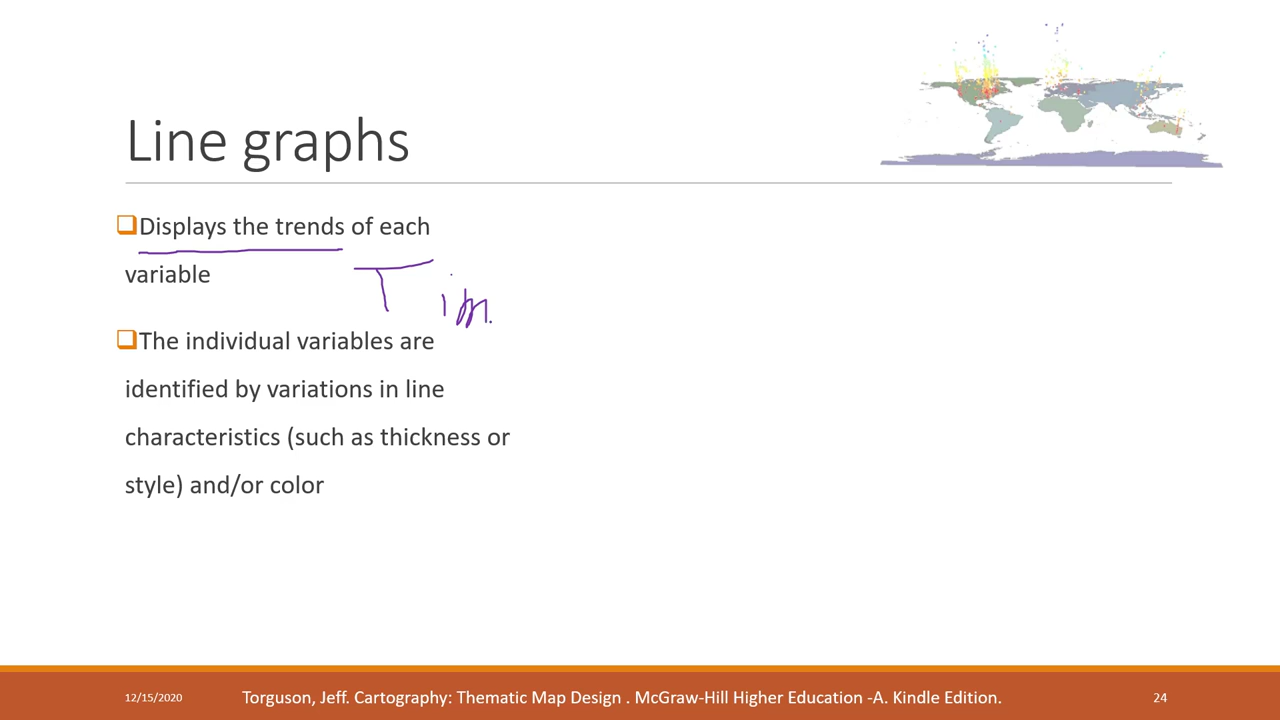 Line graphs
❑Displays the trends of each
variable
❑The individual variables are
identified by variations in line
characteristics (such as thickness or
style) and/or color
12/15/2020 Torguson, Jeff. Cartography: Thematic Map Design . McGraw-Hill Higher Education -A. Kindle Edition. 24